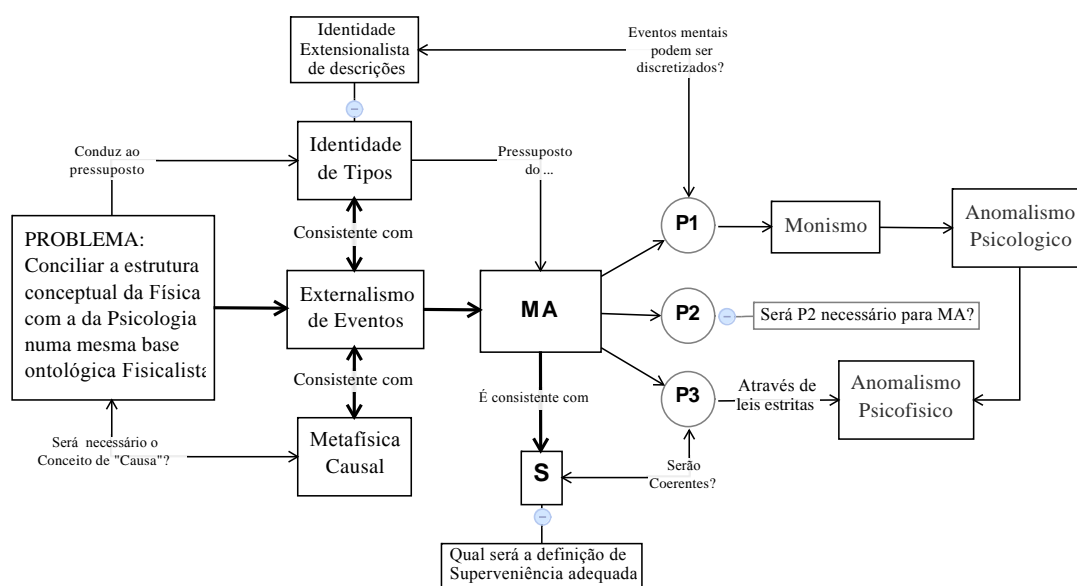 Identidade
Extensionalista
de descrições
Eventos mentais
podem ser
discretizados?
Conduz ao
pressuposto
Identidade
de Tipos
Pressuposto
do ...
PROBLEMA:
Conciliar a estrutura
conceptual da Física
com a da Psicologia
numa mesma base
ontológica Fisicalista
Consistente com
Externalismo
de Eventos
Consistente com
Metafísica
Causal
Será necessário o
Conceito de "Causa"?
MA
É consistente com
S
Qual será a definição de
Superveniência adequada
P1
Monismo
Anomalismo
Psicologico
P2
Será P2 necessário para MA?
P3
Através de
leis estritas
Anomalismo
Psicofisico
Serão
Coerentes?